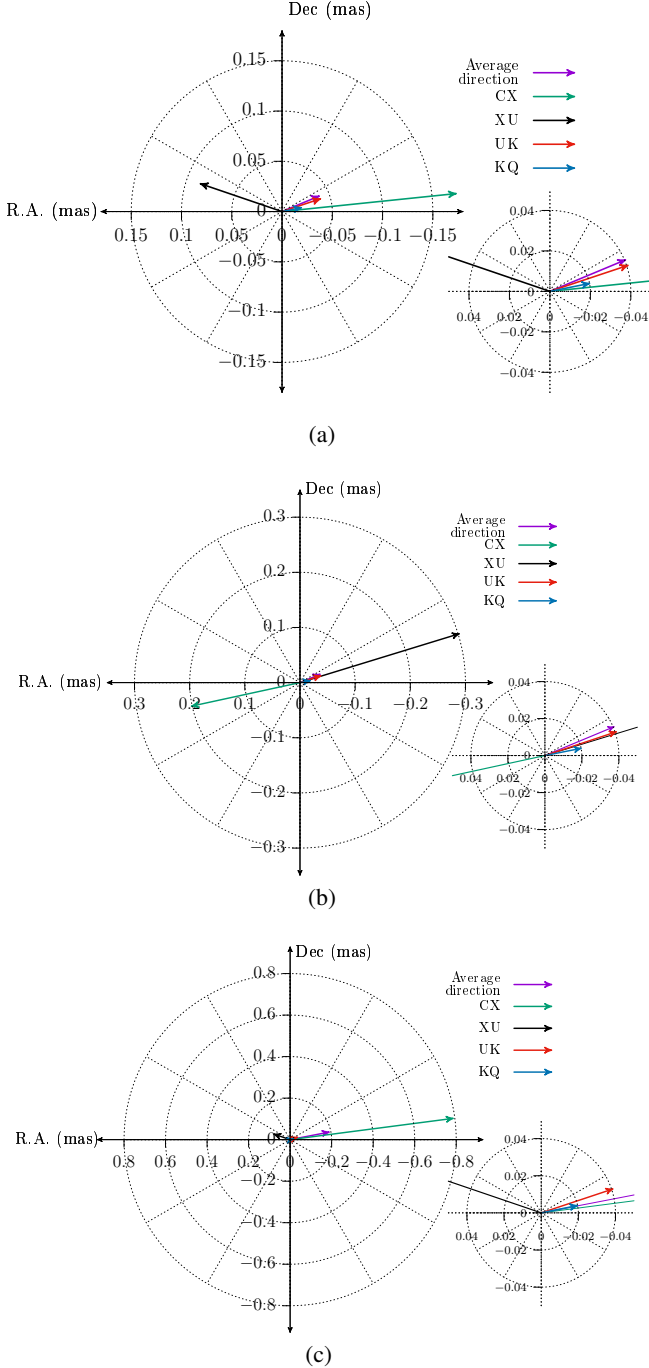 Dec (mas)
0.15
0.1
0.05
0
−0.05
−0.1
−0.15
R.A. (mas)
0.15 0.1 0.05 0 −0.05 −0.1 −0.15
Average
direction
CX
XU
UK
KQ
0.04
0.02
0
−0.02
−0.04
0.04 0.02 0 −0.02 −0.04
(a)
Dec (mas)
0.3
0.2
0.1
0
−0.1
−0.2
−0.3
R.A. (mas)
0.3 0.2 0.1 0 −0.1 −0.2 −0.3
Average
direction
CX
XU
UK
KQ
0.04
0.02
0
−0.02
−0.04
0.04 0.02 0 −0.02 −0.04
(b)
Dec (mas)
0.8
0.6
0.4
0.2
0
−0.2
−0.4
−0.6
−0.8
R.A. (mas)
0.8 0.6 0.4 0.2 0 −0.2 −0.4 −0.6 −0.8
Average
direction
CX
XU
UK
KQ
0.04
0.02
0
−0.02
−0.04
0.04 0.02 0 −0.02 −0.04
(c)